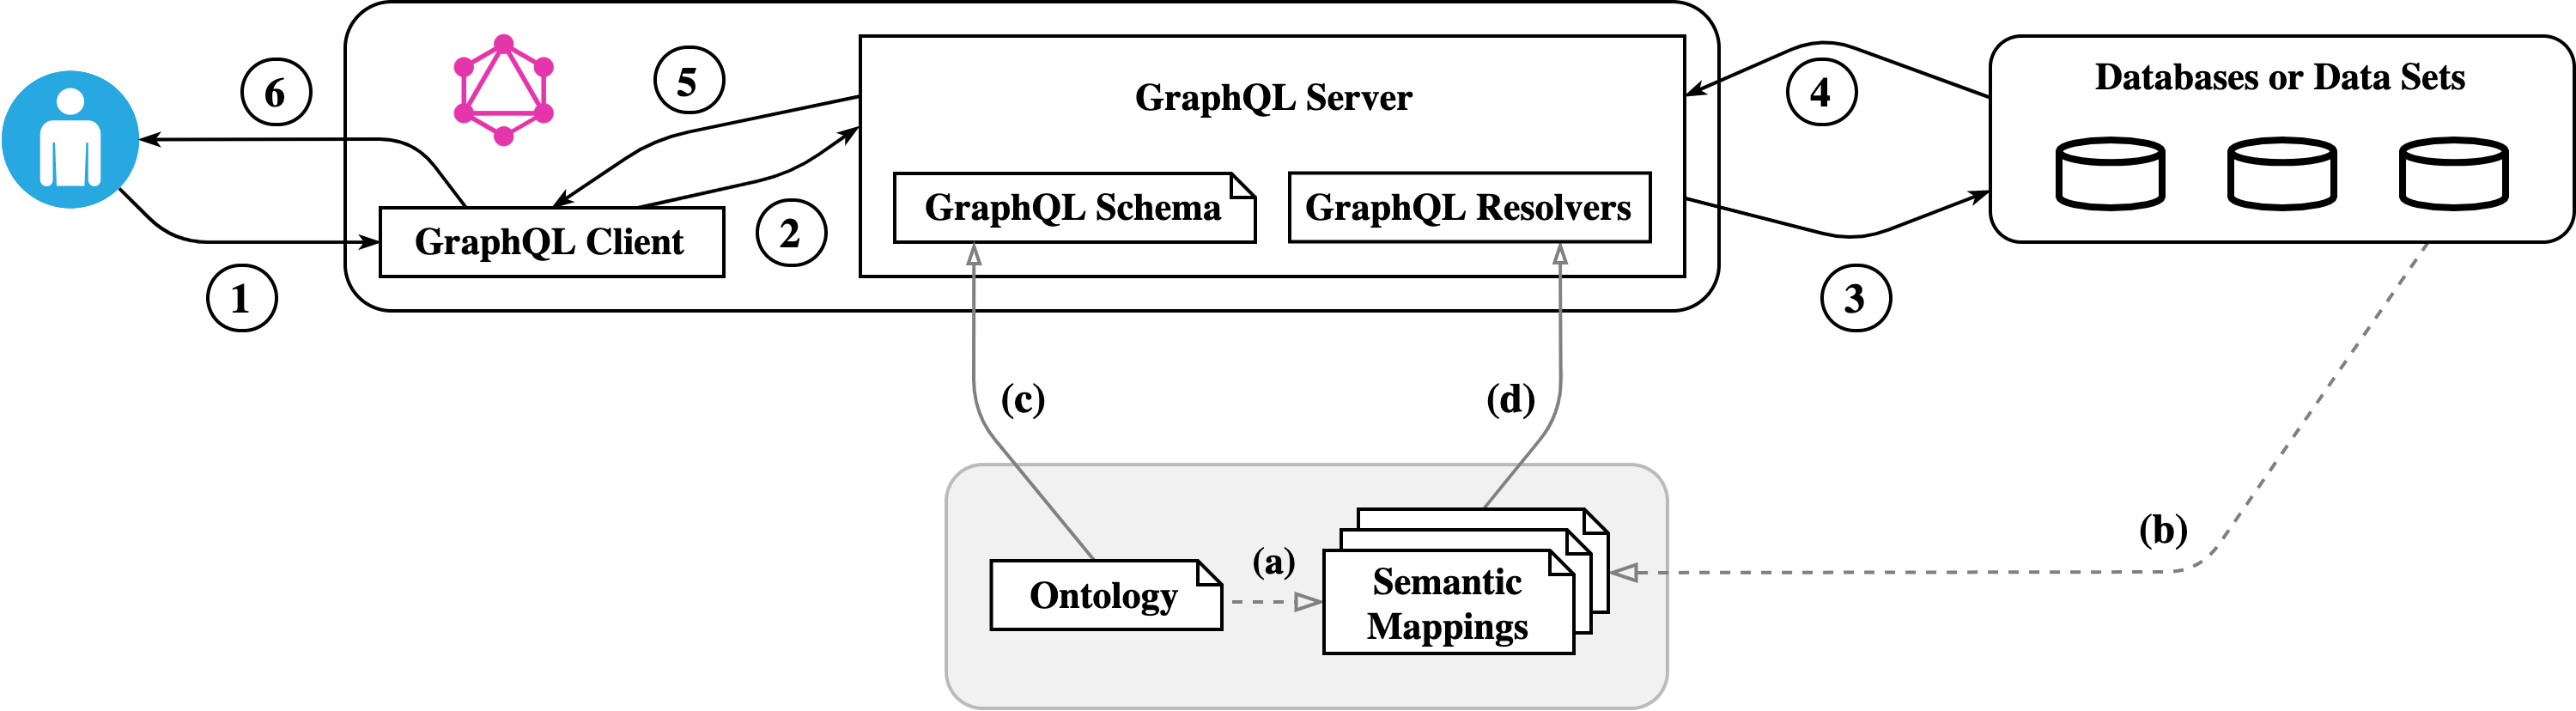 6
5
GraphQL Server
4
Databases or Data Sets
GraphQL Schema
GraphQL Resolvers
GraphQL Client
2
1
3
(c)
(d)
(b)
Ontology
(a)
Semantic
Mappings